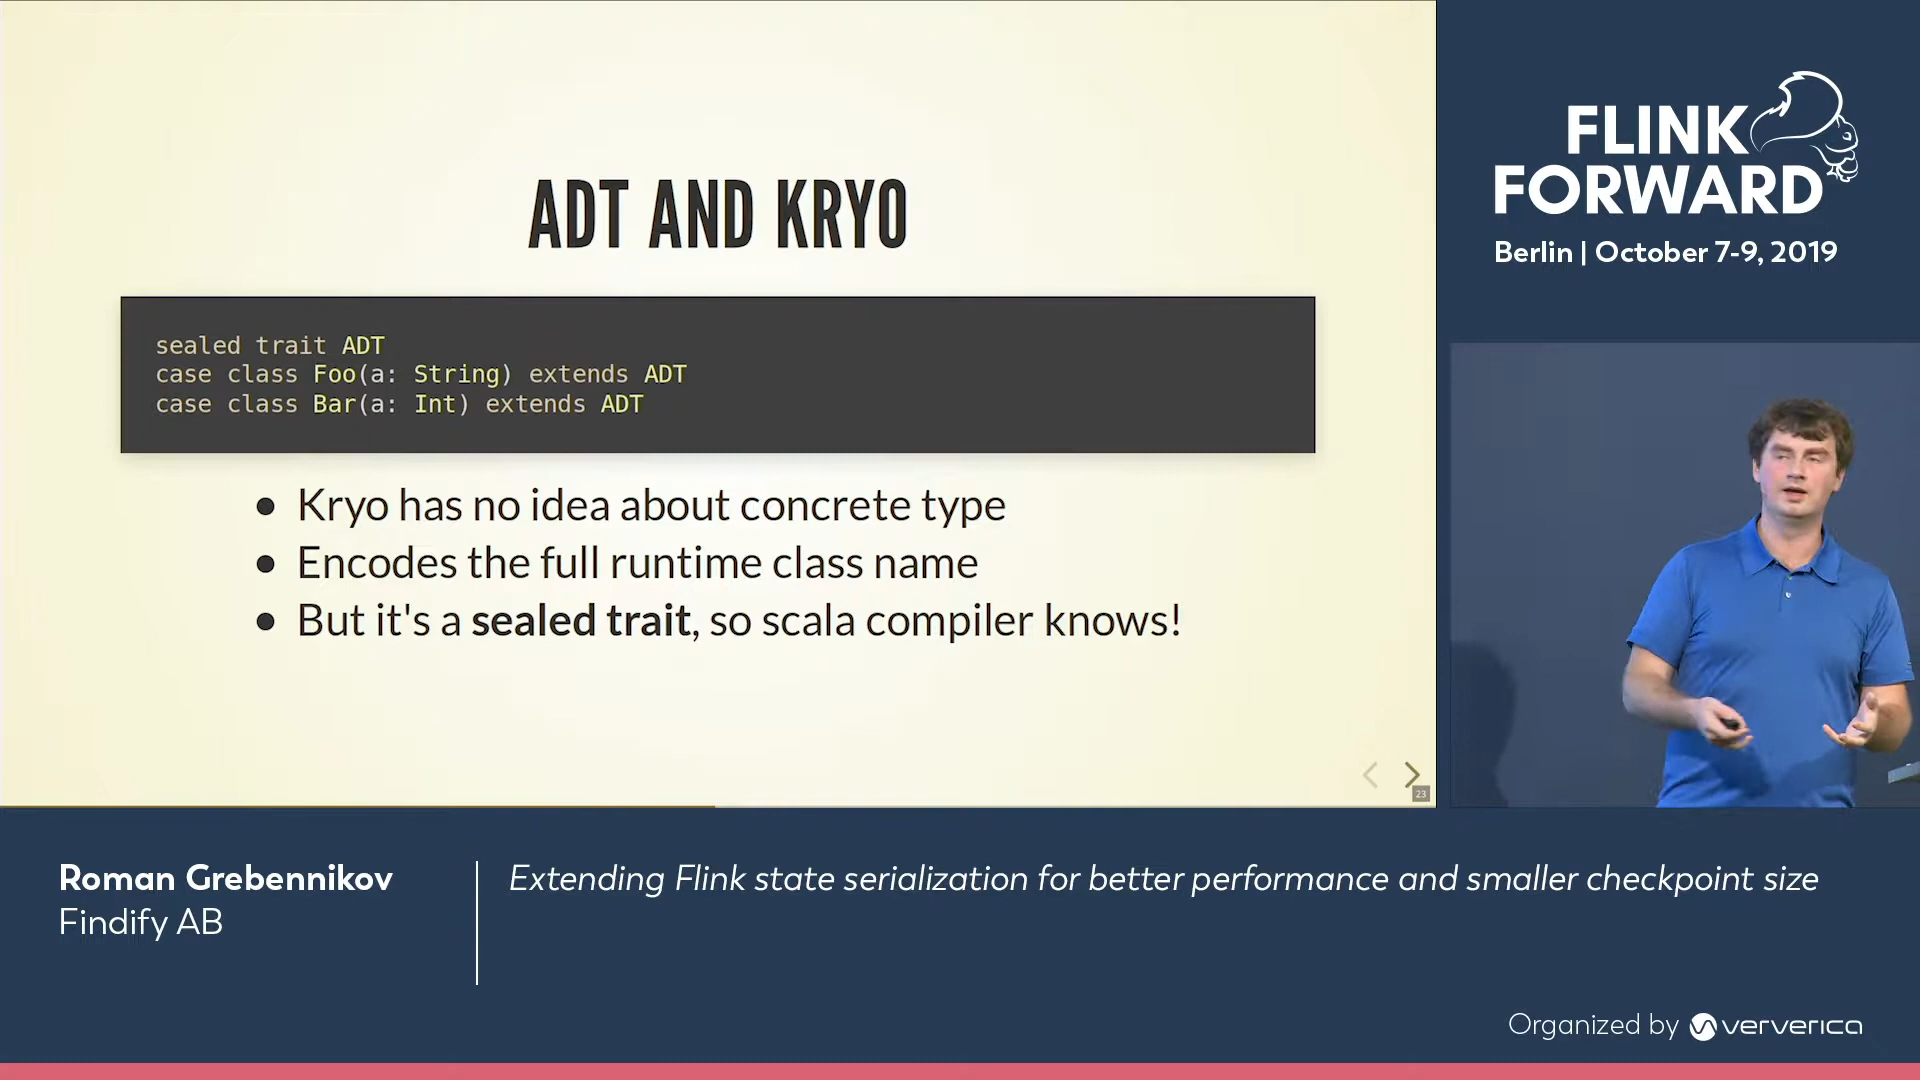 ADT AND KRYO
sealed trait ADT
case class Foo(a: String) extends ADT
case class Bar(a: Int) extends ADT
Kryo has no idea about concrete type
Encodes the full runtime class name
But it's a sealed trait, so scala compiler knows!
23
FLINK
FORWARD
Berlin | October 7-9, 2019
Roman Grebennikov
Findify AB
Extending Flink state serialization for better performance and smaller checkpoint size
Organized by ververica